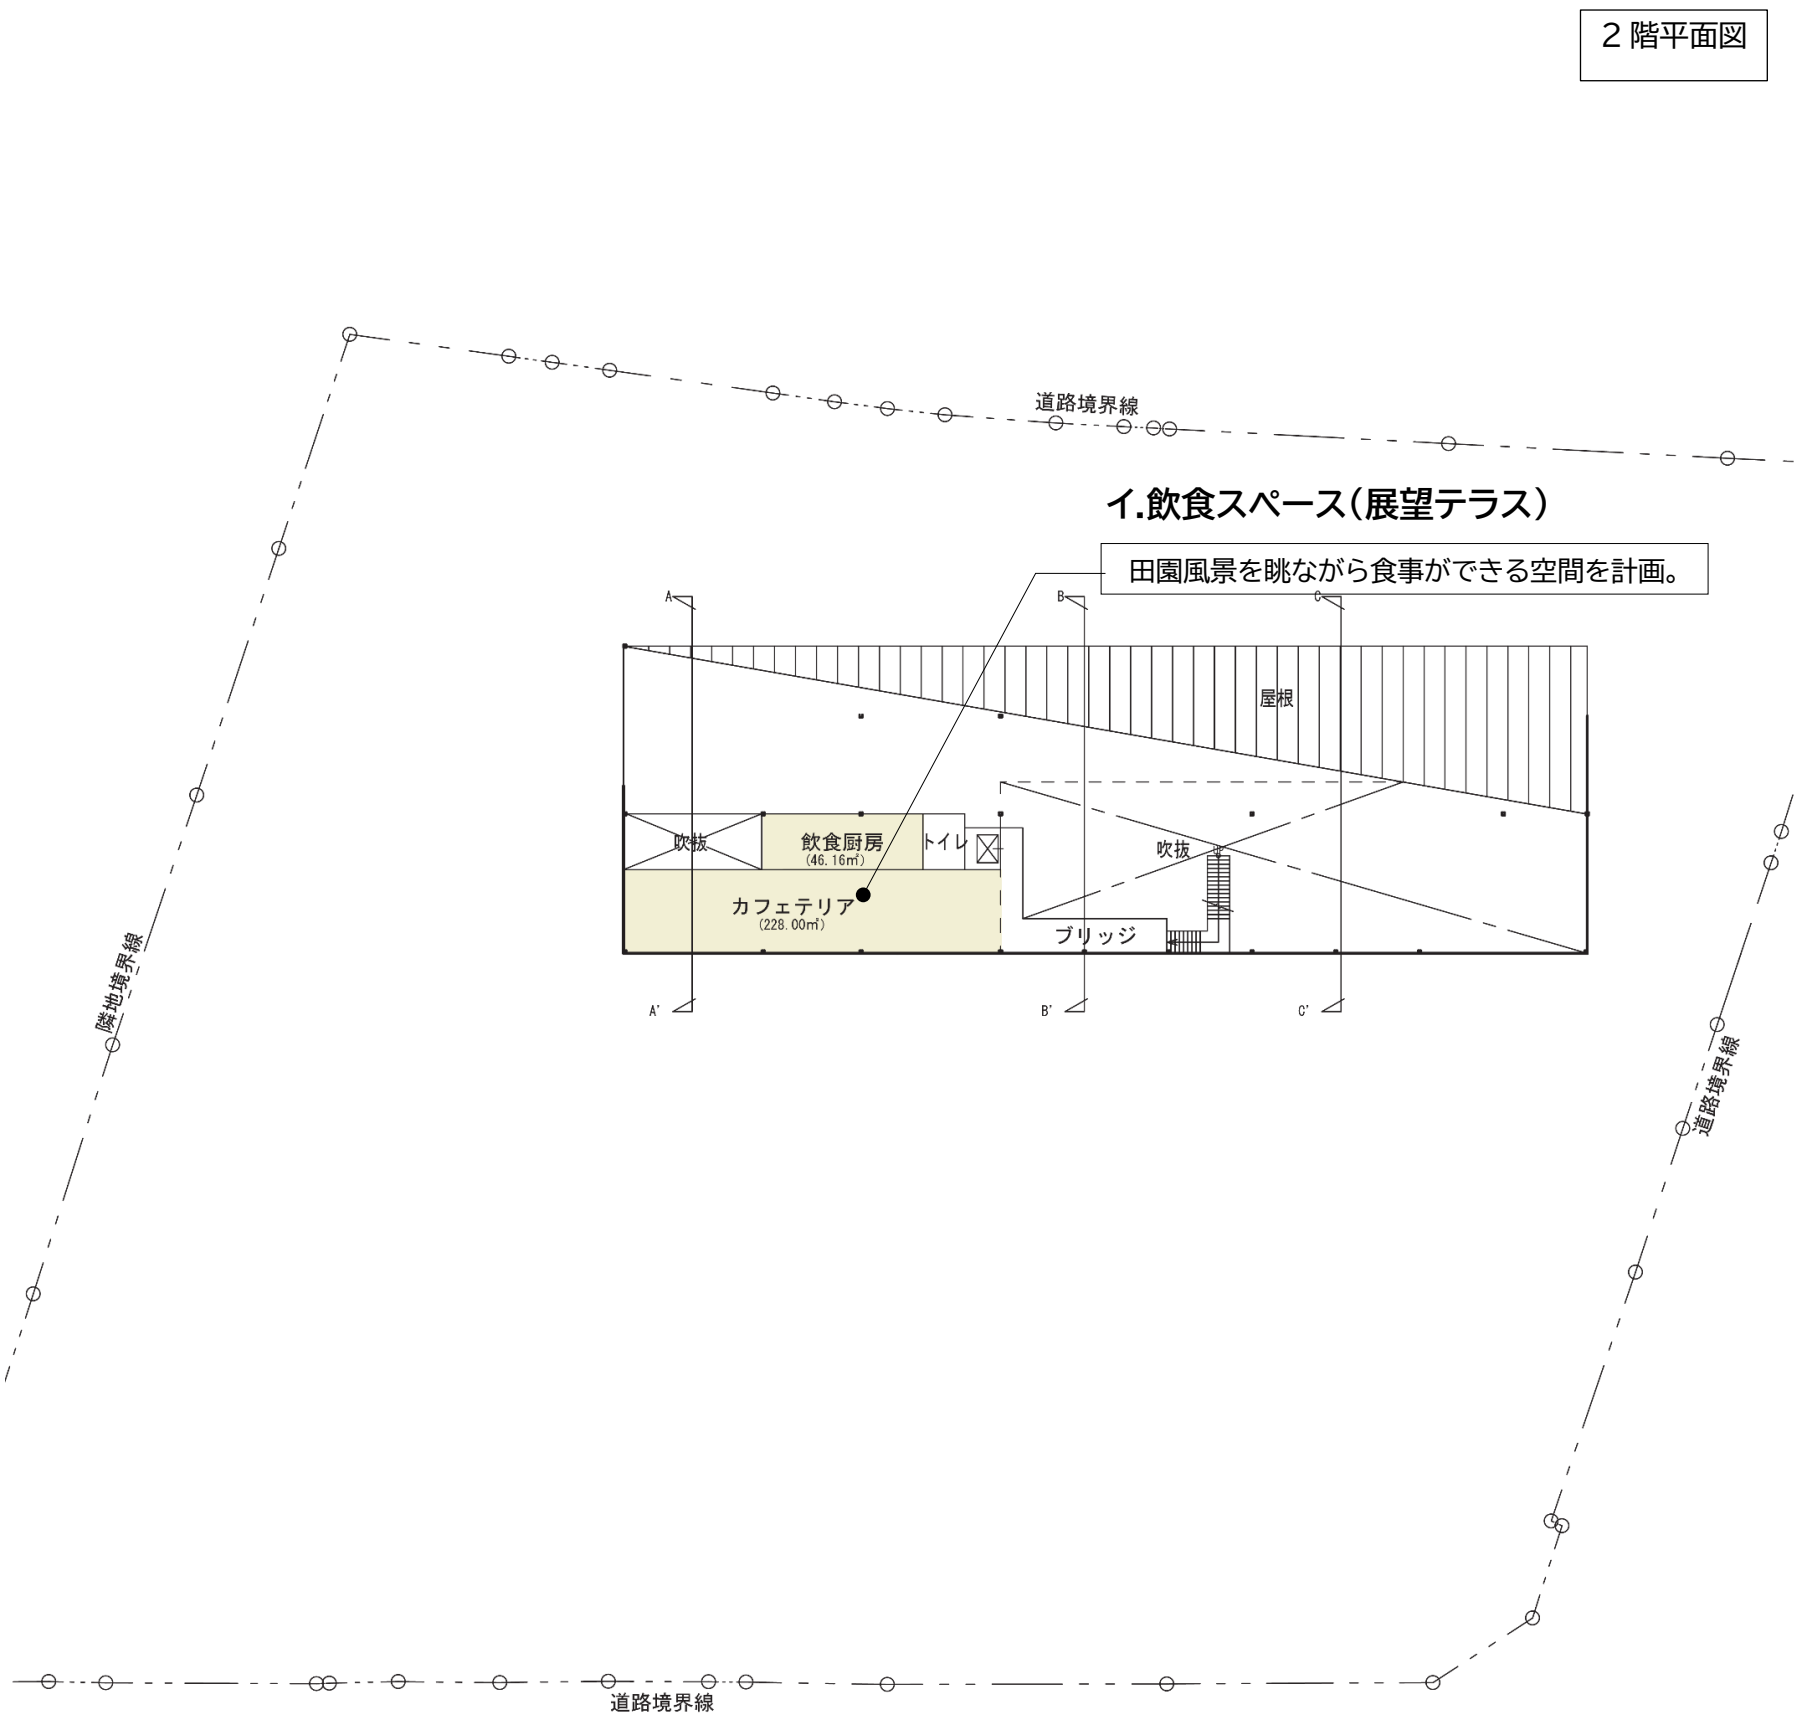 2階平面図
道路境界線
イ.飲食スペース(展望テラス)
田園風景を眺ながら食事ができる空間を計画。
A
B
C
屋根
吹抜
飲食厨房
(46.16㎡)
トイレ
吹抜
カフェテリア
(228.00㎡)
ブリッジ
隣地境界線
A'
B'
C'
道路境界線
道路境界線